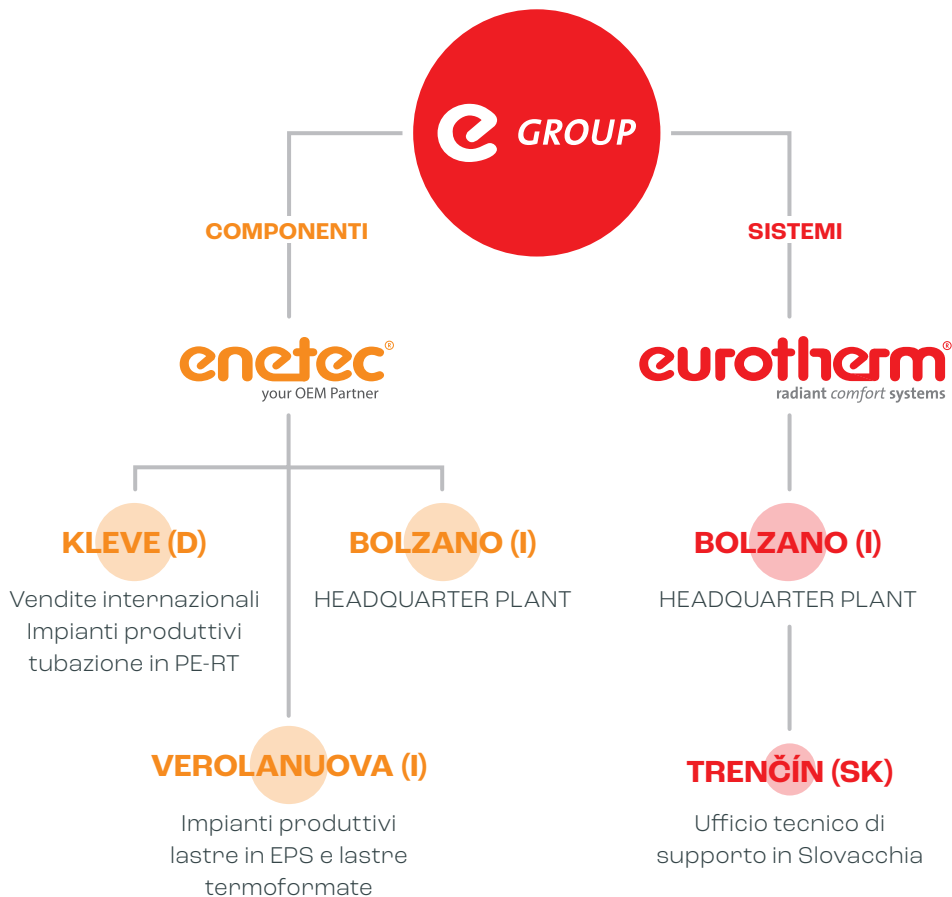 e GROUP
COMPONENTI
SISTEMI
enetec®
your OEM Partner
eurotherm®
radiant comfort systems
KLEVE (D)
Vendite internazionali
Impianti produttivi
tubazione in PE-RT
BOLZANO (I)
HEADQUARTER PLANT
BOLZANO (I)
HEADQUARTER PLANT
VEROLANUOVA (I)
Impianti produttivi
lastre in EPS e lastre
termoformate
TRENČÍN (SK)
Ufficio tecnico di
supporto in Slovacchia